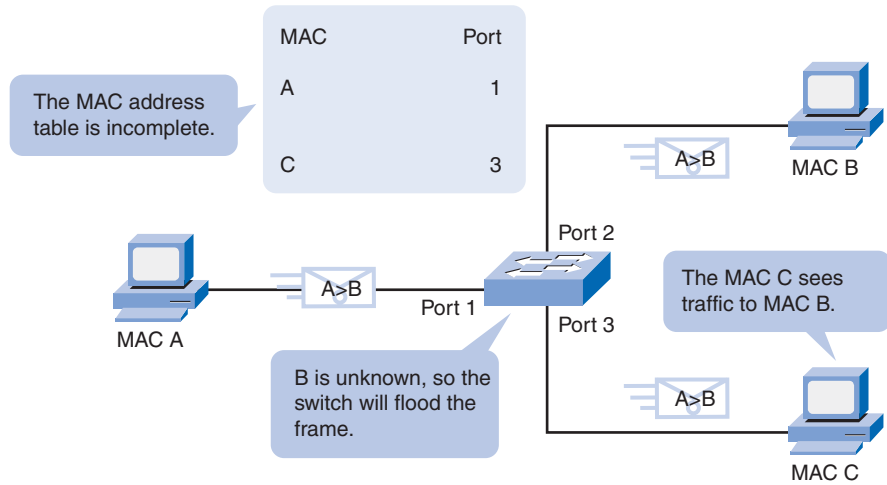 MAC Port
A 1
C 3
The MAC address
table is incomplete.
A>B
MAC B
Port 2
A>B
Port 1
MAC A
Port 3
The MAC C sees
traffic to MAC B.
B is unknown, so the
switch will flood the
frame.
A>B
MAC C